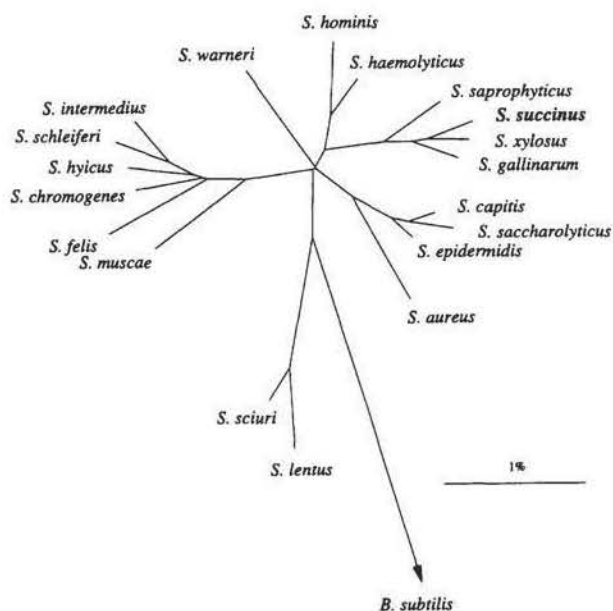 S. hominis
S. warneri
S. haemolyticus
S. saprophyticus
S. intermedius
S. succinus
S. schleiferi
S. xylosus
S. hyicus
S. gallinarum
S. chromogenes
S. capitis
S. saccharolyticus
S. felis
S. epidermidis
S. muscae
S. aureus
S. sciuri
S. lentus
1%
B. subtilis